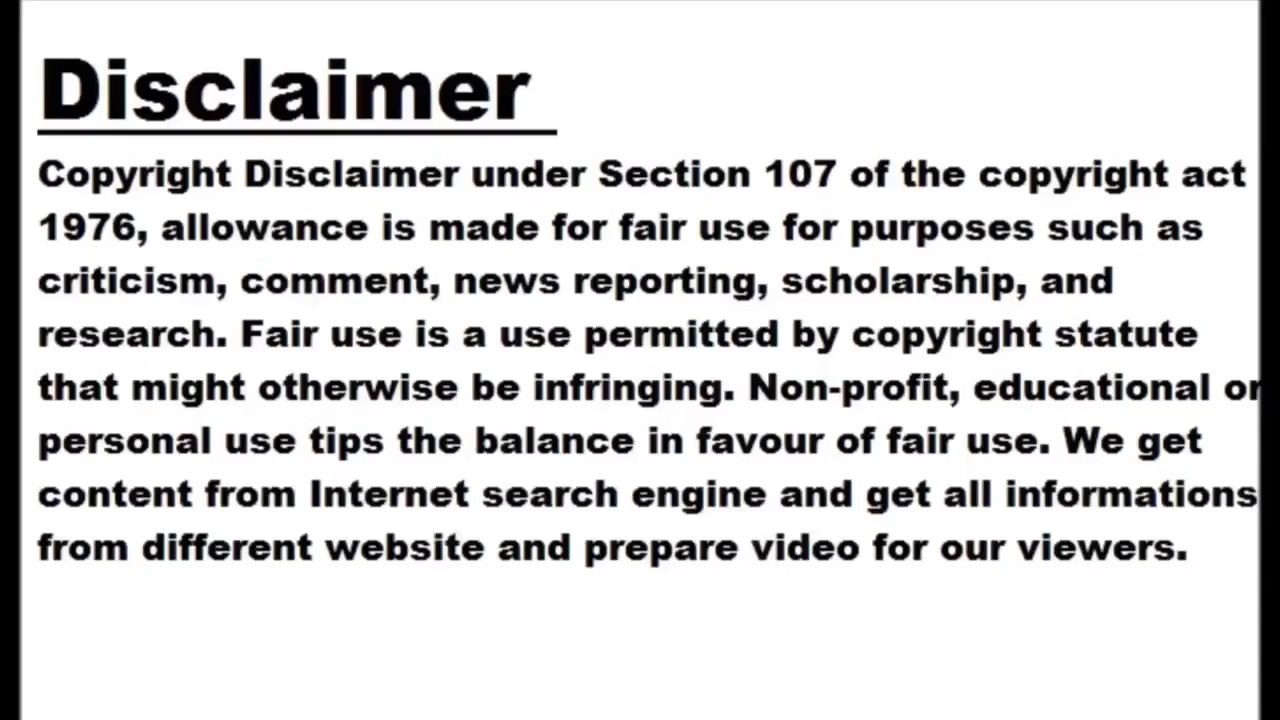 Disclaimer
Copyright Disclaimer under Section 107 of the copyright act
1976, allowance is made for fair use for purposes such as
criticism, comment, news reporting, scholarship, and
research. Fair use is a use permitted by copyright statute
that might otherwise be infringing. Non-profit, educational or
personal use tips the balance in favour of fair use. We get
content from Internet search engine and get all informations
from different website and prepare video for our viewers.